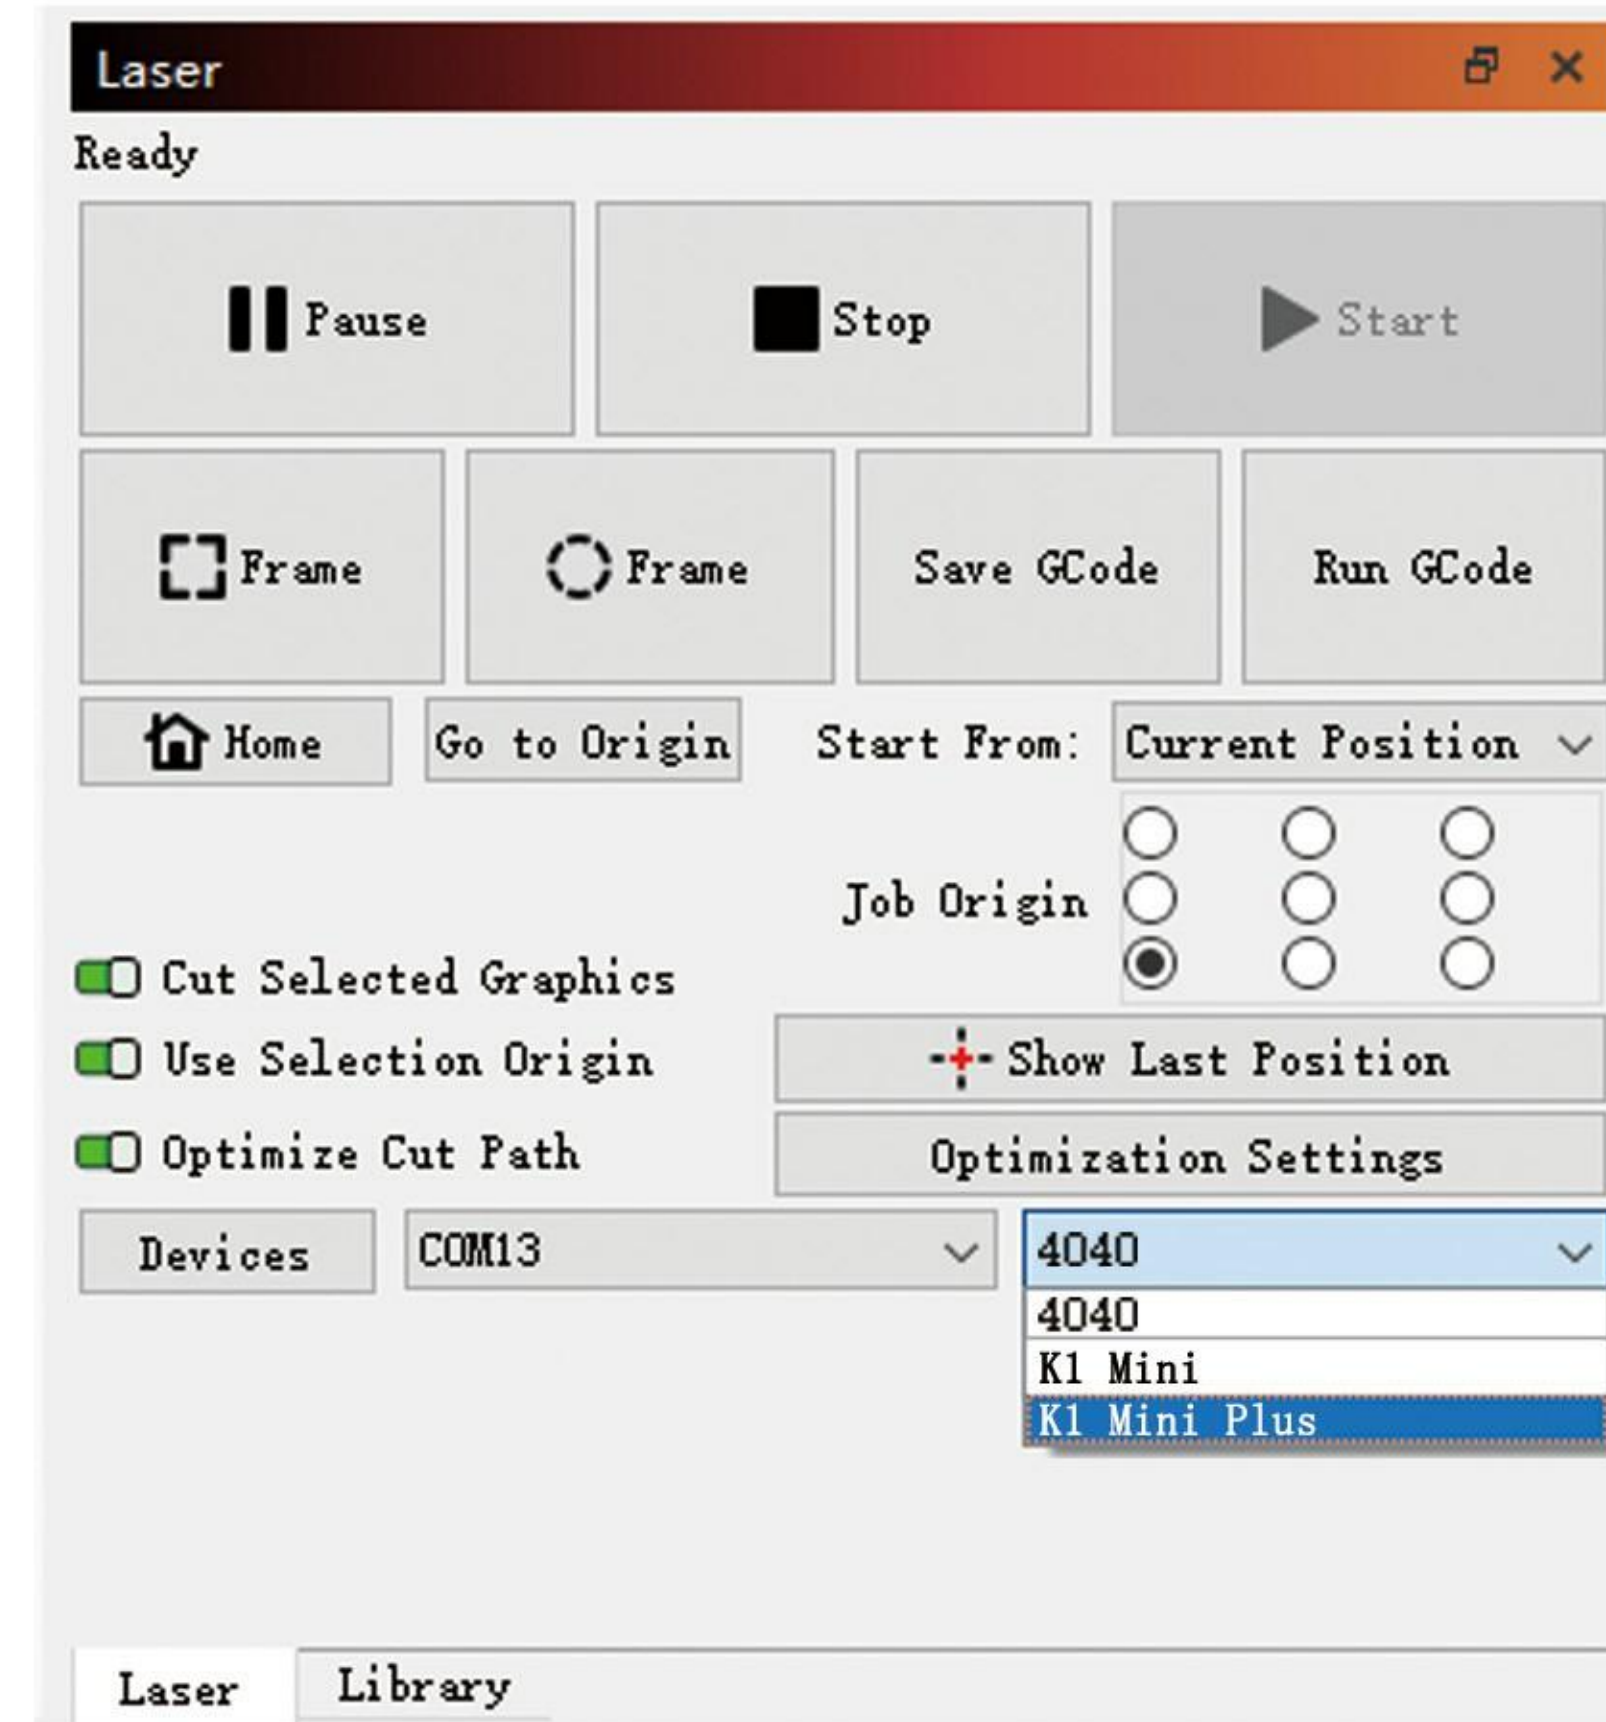 Laser
Ready
Pause Stop Start
Frame Frame Save GCode Run GCode
Home Go to Origin Start From: Current Position
Job Origin
Cut Selected Graphics
Use Selection Origin Show Last Position
Optimize Cut Path Optimization Settings
Devices COM13 4040
4040
K1 Mini
K1 Mini Plus
Laser Library